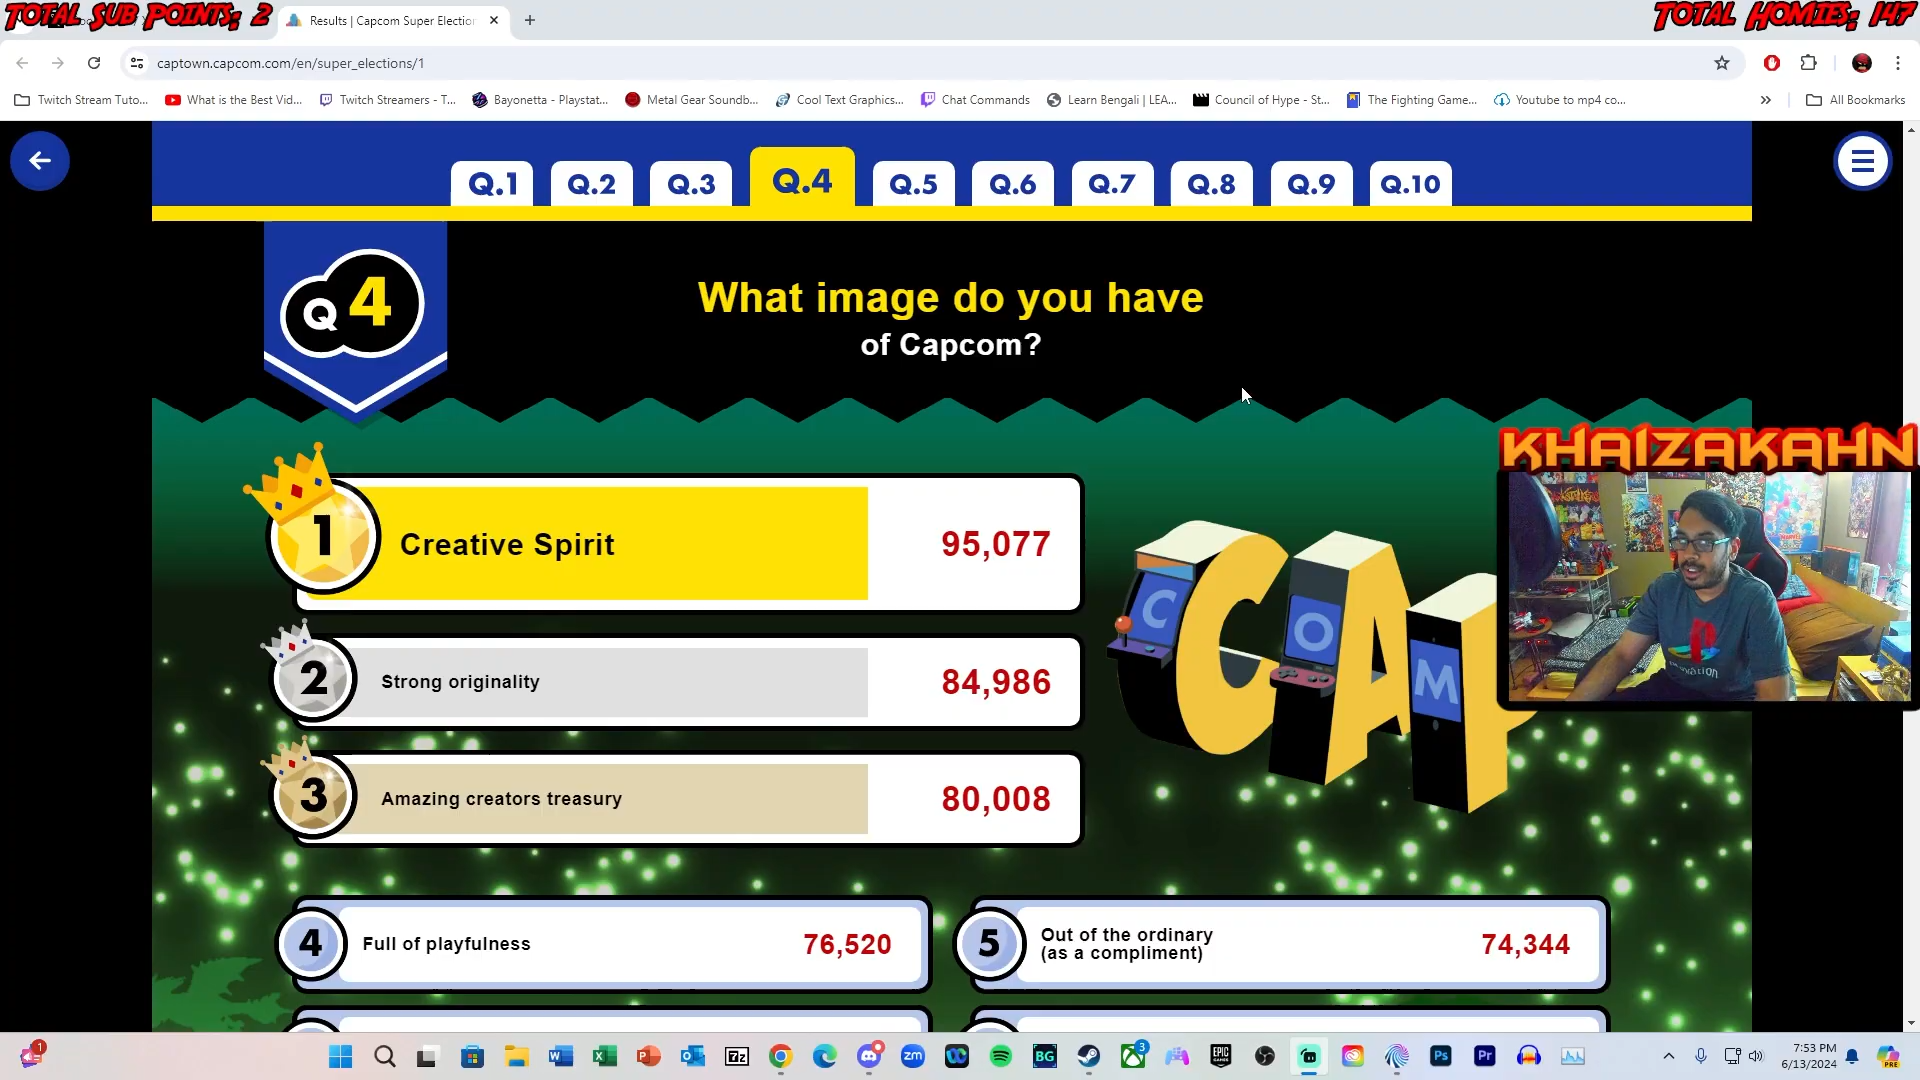 TOTAL SUB POINTS: 2
Results | Capcom Super Election
TOTAL HOMIES: 147
captown.capcom.com/en/super_elections/1
Twitch Stream Tuto...
What is the Best Vid...
Twitch Streamers - T...
Bayonetta - Playstat...
Metal Gear Soundb...
Cool Text Graphics...
Chat Commands
Learn Bengali | LEA...
Council of Hype - St...
The Fighting Game...
Youtube to mp4 co...
All Bookmarks
Q.1
Q.2
Q.3
Q.4
Q.5
Q.6
Q.7
Q.8
Q.9
Q.10
Q 4
What image do you have
of Capcom?
KHAIZAKAHN
1 Creative Spirit 95,077
2 Strong originality 84,986
3 Amazing creators treasury 80,008
CAP
COM
4 Full of playfulness 76,520
5 Out of the ordinary
(as a compliment) 74,344
7:53 PM
6/13/2024